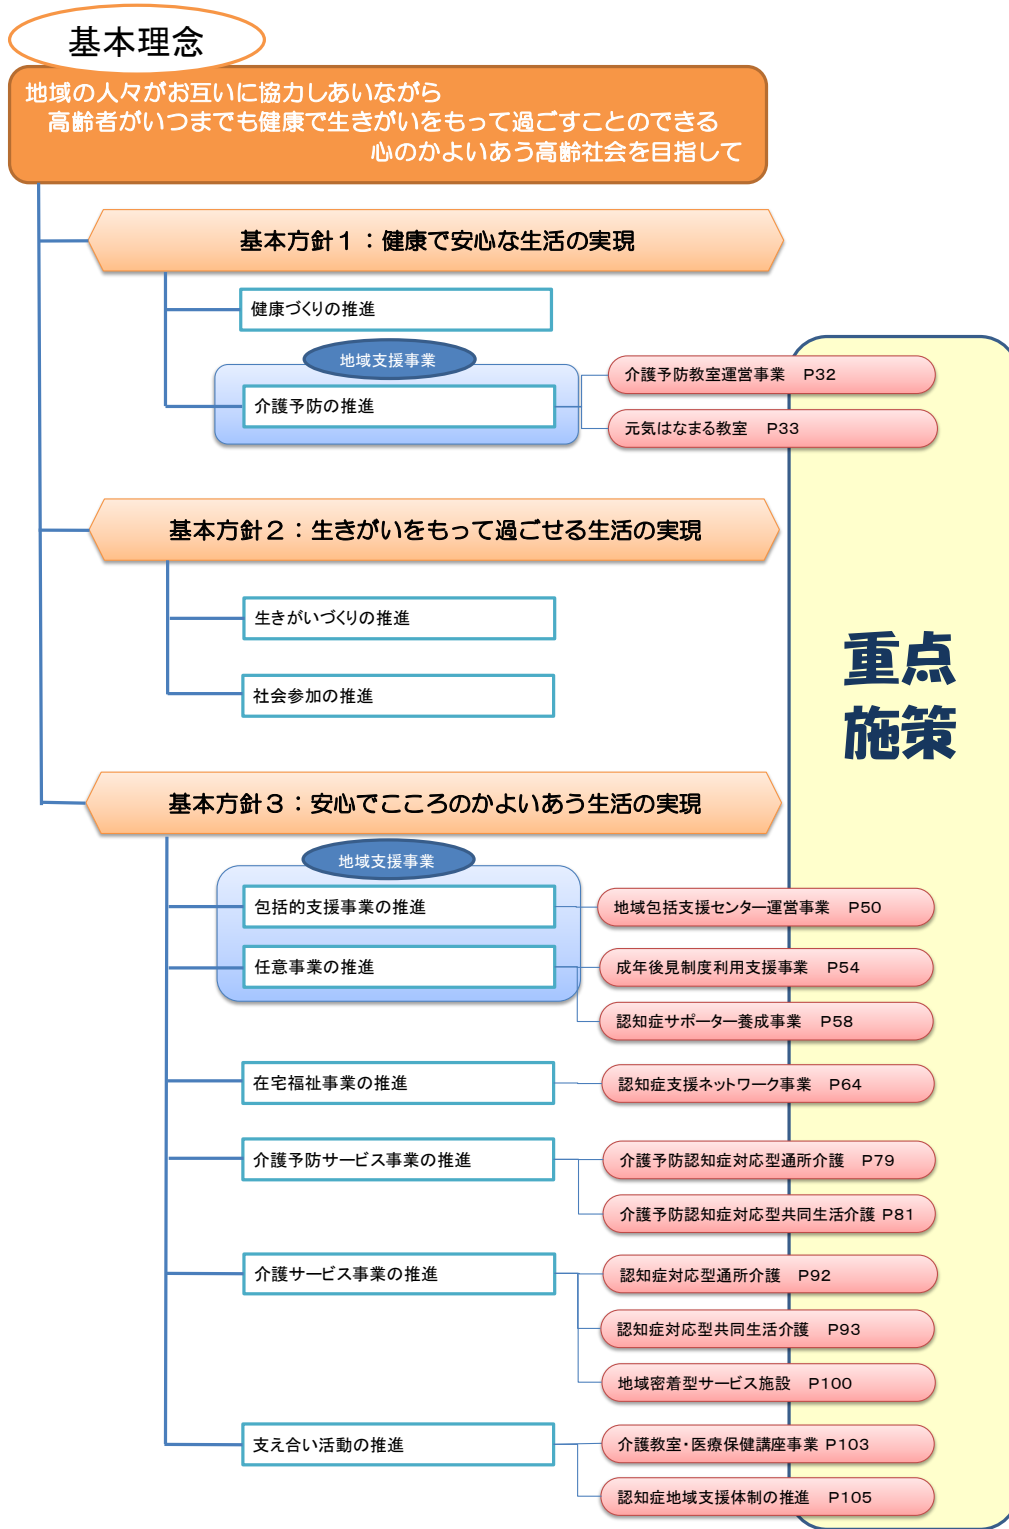 基本理念
地域の人々がお互いに協力しあいながら
高齢者がいつまでも健康で生きがいをもって過ごすことのできる
心のかよいあう高齢社会を目指して
基本方針１：健康で安心な生活の実現
健康づくりの推進
地域支援事業
介護予防の推進
介護予防教室運営事業　P32
元気はなまる教室　P33
基本方針２：生きがいをもって過ごせる生活の実現
生きがいづくりの推進
社会参加の推進
重点
施策
基本方針３：安心でこころのかよいあう生活の実現
地域支援事業
包括的支援事業の推進
地域包括支援センター運営事業　P50
任意事業の推進
成年後見制度利用支援事業　P54
認知症サポーター養成事業　P58
在宅福祉事業の推進
認知症支援ネットワーク事業　P64
介護予防サービス事業の推進
介護予防認知症対応型通所介護　P79
介護予防認知症対応型共同生活介護 P81
介護サービス事業の推進
認知症対応型通所介護　P92
認知症対応型共同生活介護　P93
地域密着型サービス施設　P100
支え合い活動の推進
介護教室・医療保健講座事業 P103
認知症地域支援体制の推進　P105